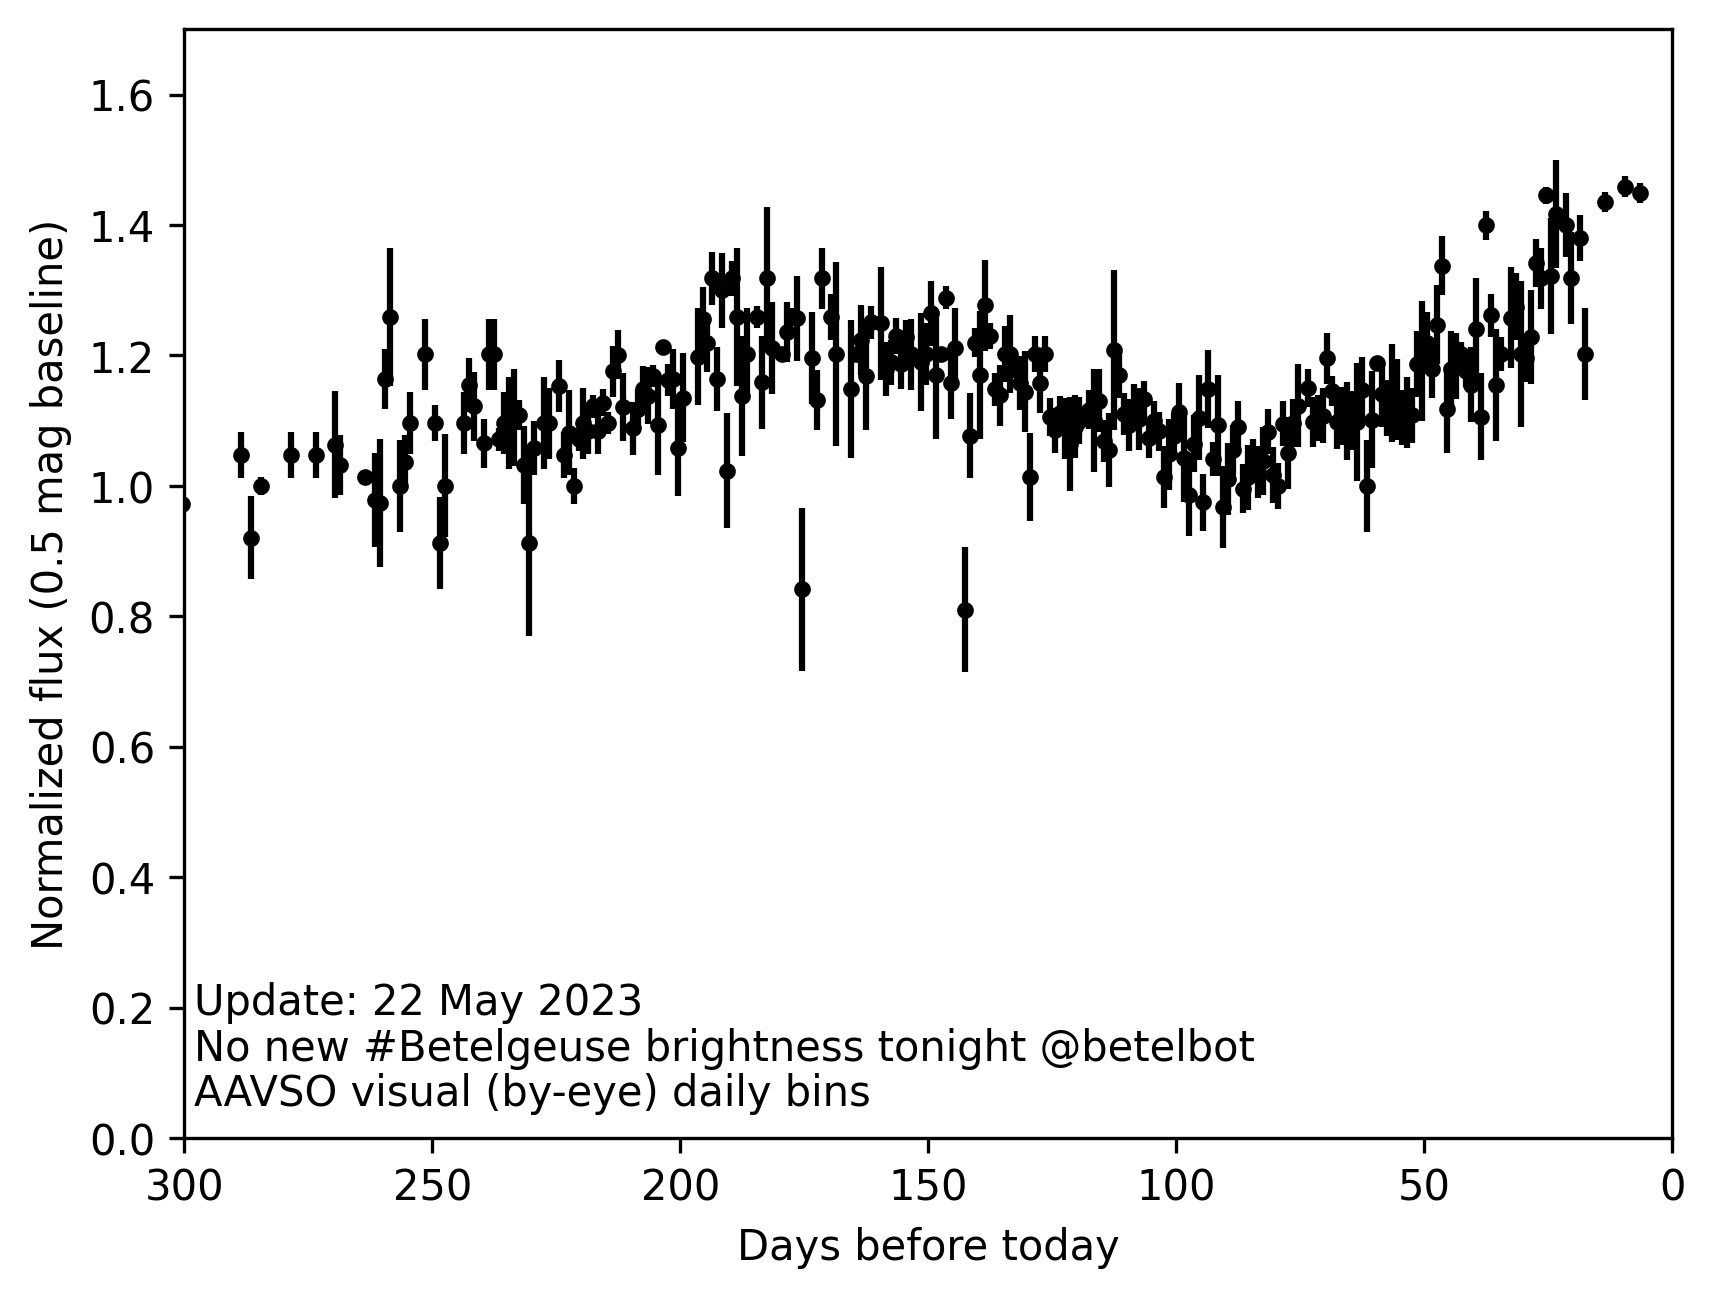 1.6
1.4
1.2
1.0
0.8
0.6
0.4
0.2
0.0
Normalized flux (0.5 mag baseline)
Update: 22 May 2023
No new #Betelgeuse brightness tonight @betelbot
AAVSO visual (by-eye) daily bins
300 250 200 150 100 50 0
Days before today